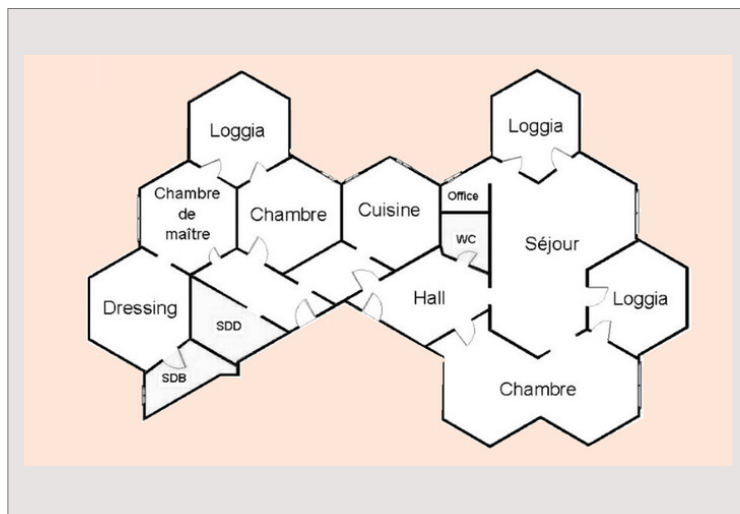 Loggia
Loggia
Chambre
de
maître
Chambre
Cuisine
Office
WC
Séjour
Dressing
SDD
Hall
Loggia
SDB
Chambre